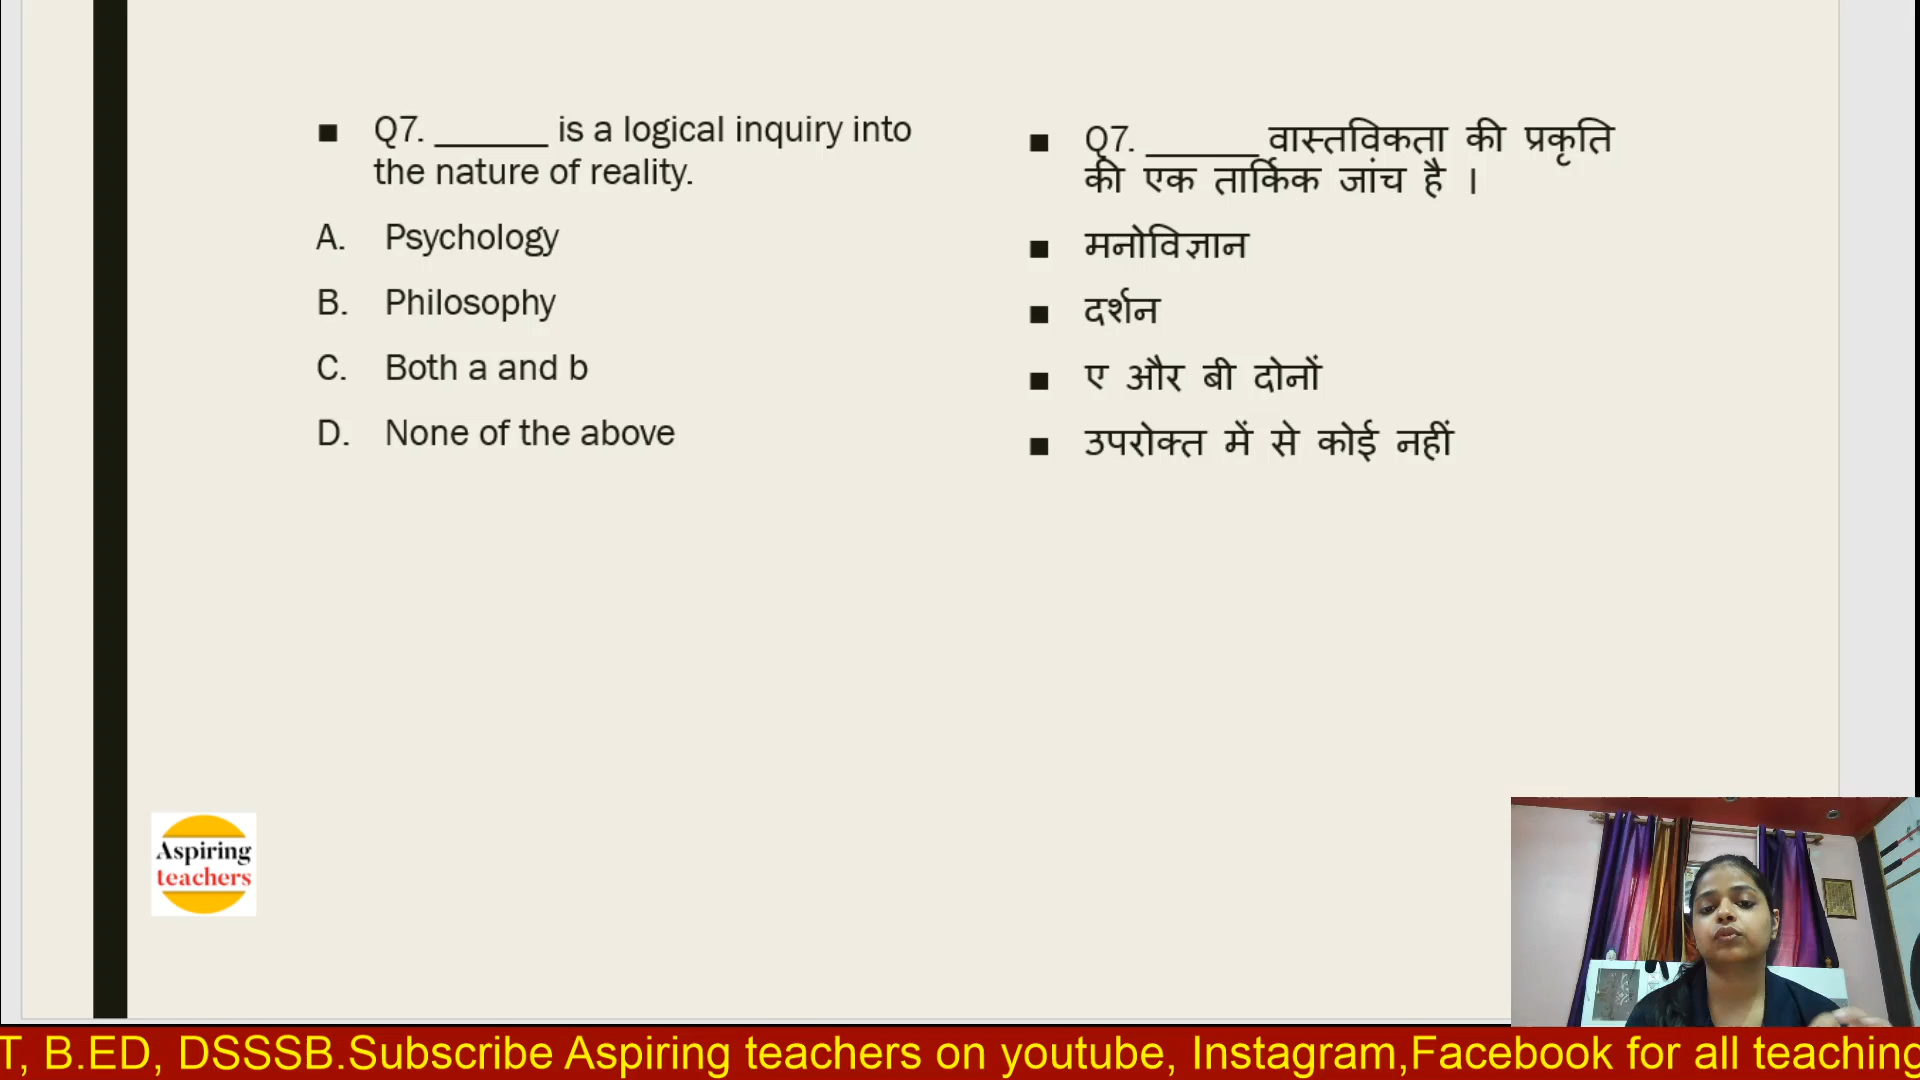 Q7. ______ is a logical inquiry into
the nature of reality.
A. Psychology
B. Philosophy
C. Both a and b
D. None of the above
Q7. ______ वास्तविकता की प्रकृति
की एक तार्किक जांच है ।
मनोविज्ञान
दर्शन
ए और बी दोनों
उपरोक्त में से कोई नहीं
Aspiring
teachers
T, B.ED, DSSSB.Subscribe Aspiring teachers on youtube, Instagram,Facebook for all teaching